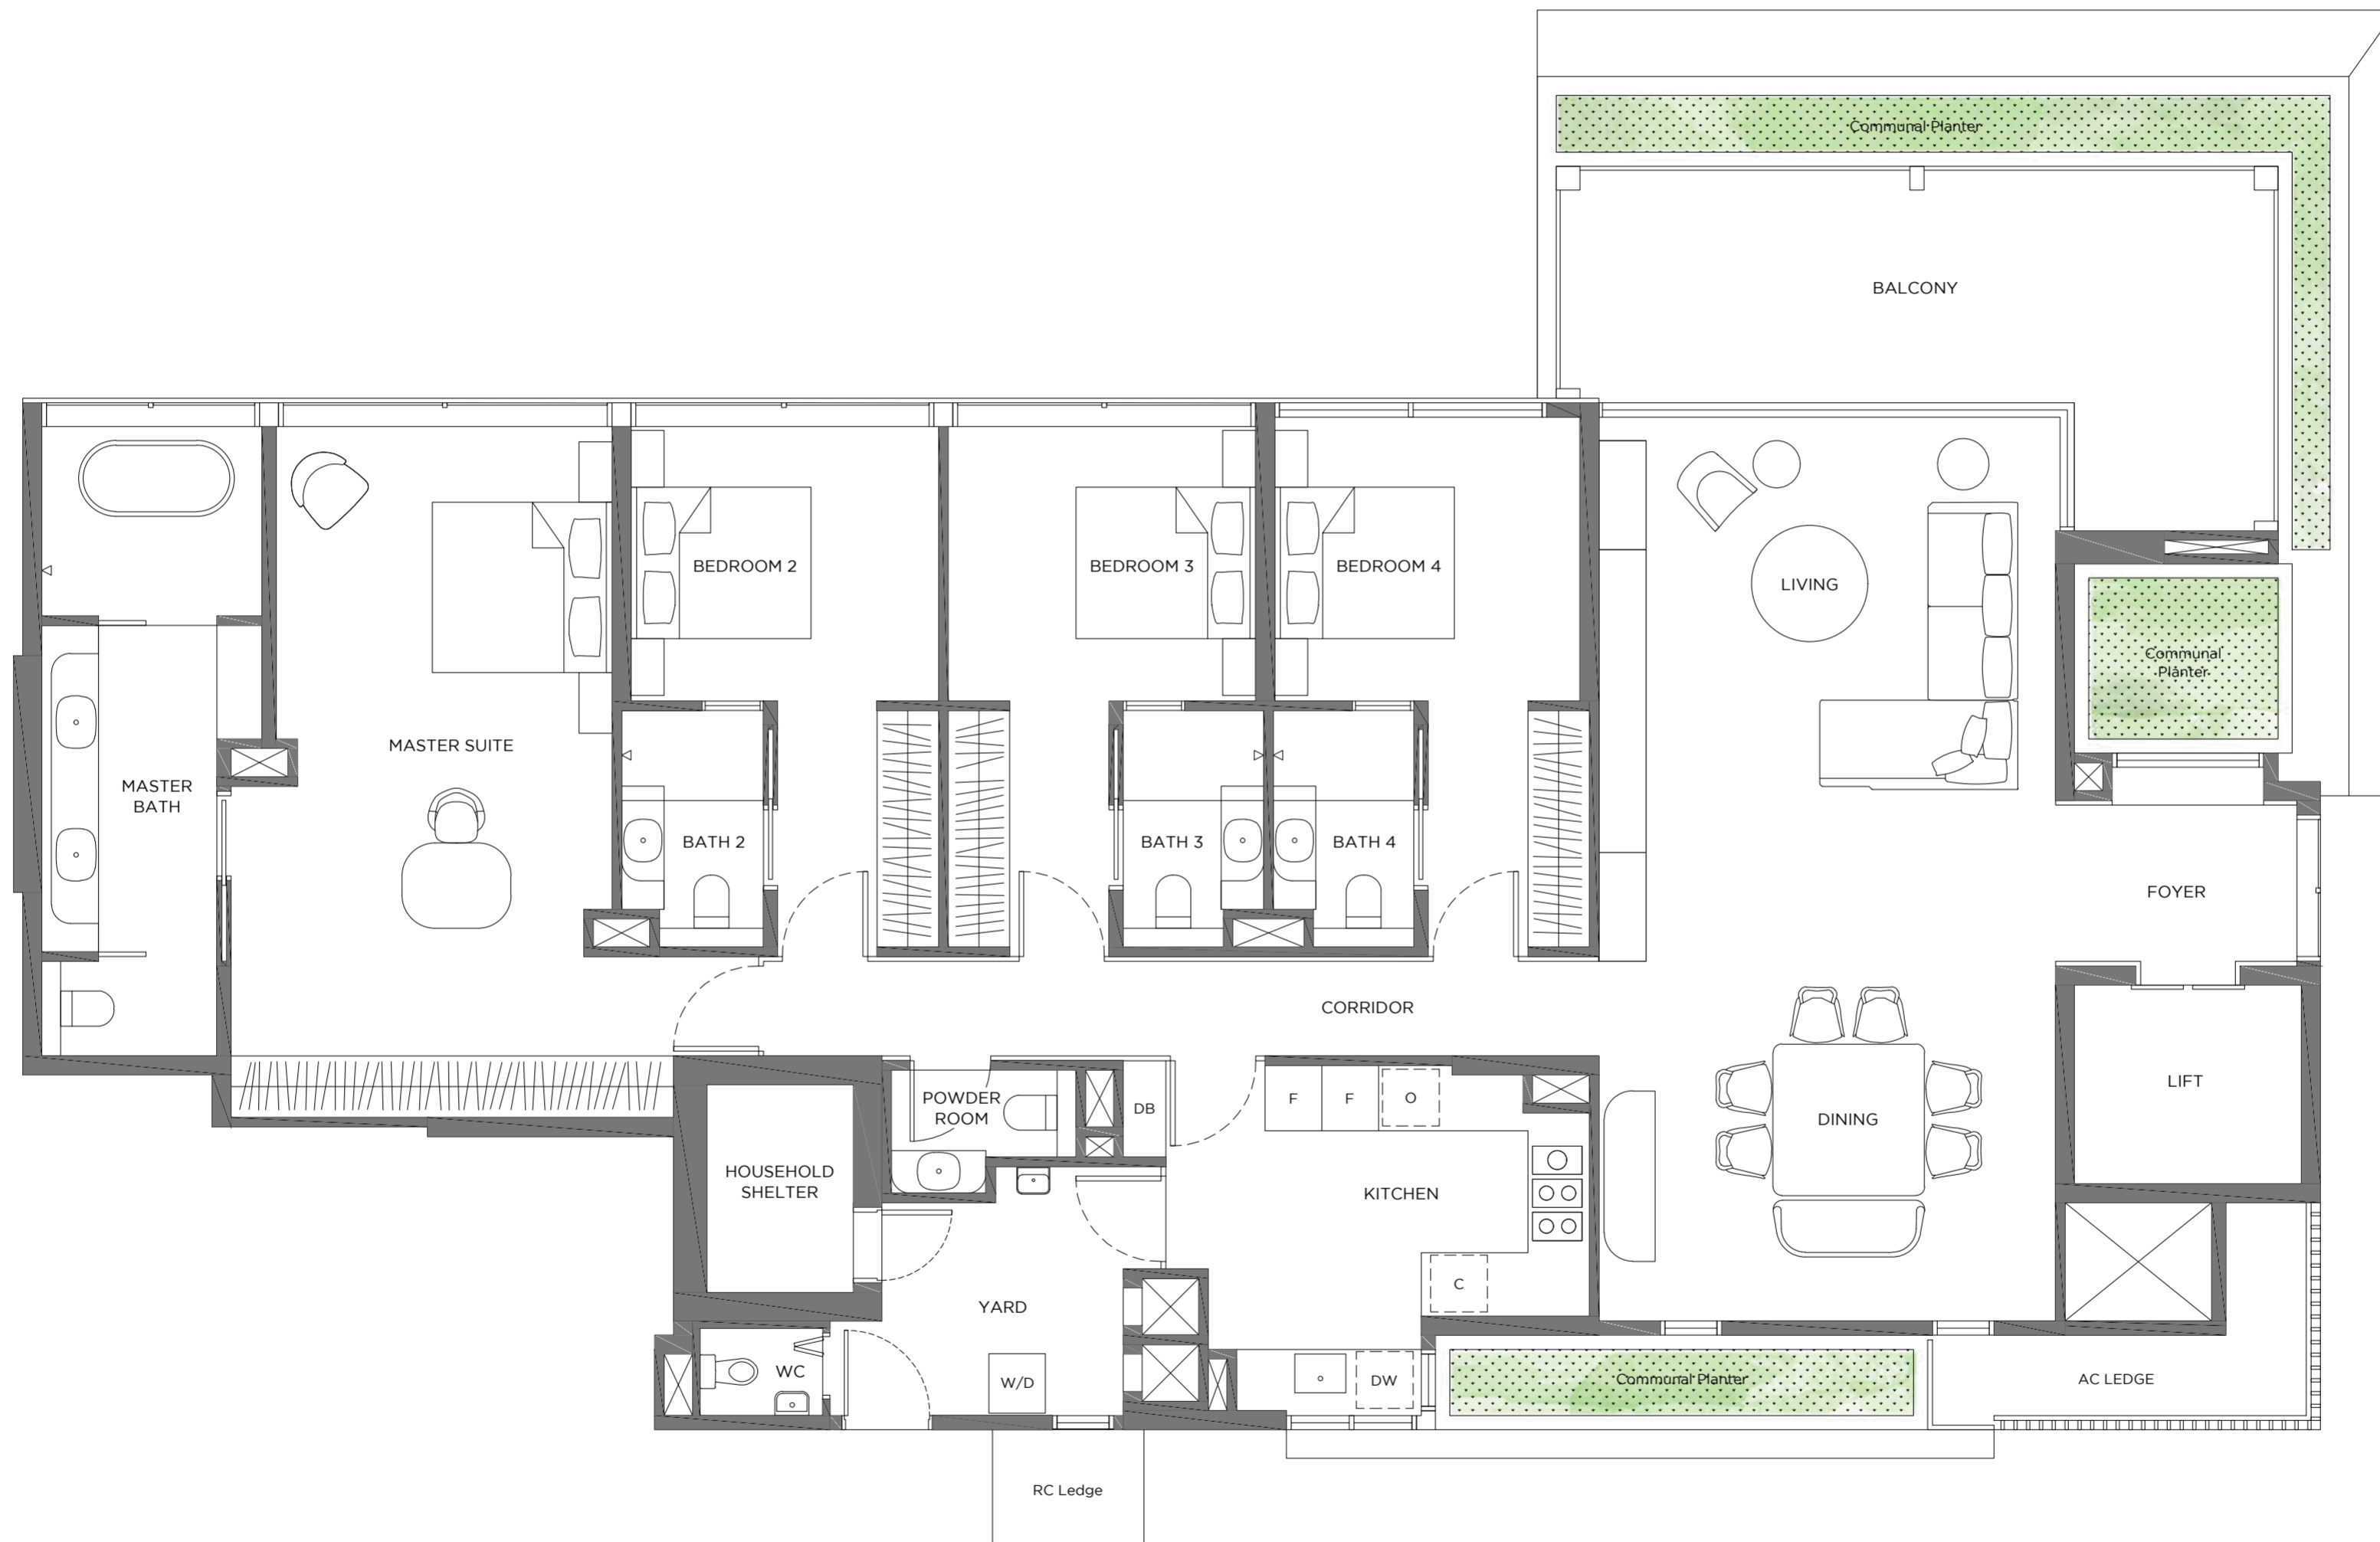 Communal Planter
BALCONY
BEDROOM 2
BEDROOM 3
BEDROOM 4
LIVING
Communal
Planter
MASTER SUITE
MASTER
BATH
BATH 2
BATH 3
BATH 4
FOYER
CORRIDOR
LIFT
POWDER
ROOM
DB
F
F
O
DINING
HOUSEHOLD
SHELTER
KITCHEN
C
YARD
WC
W/D
DW
Communal Planter
AC LEDGE
RC Ledge